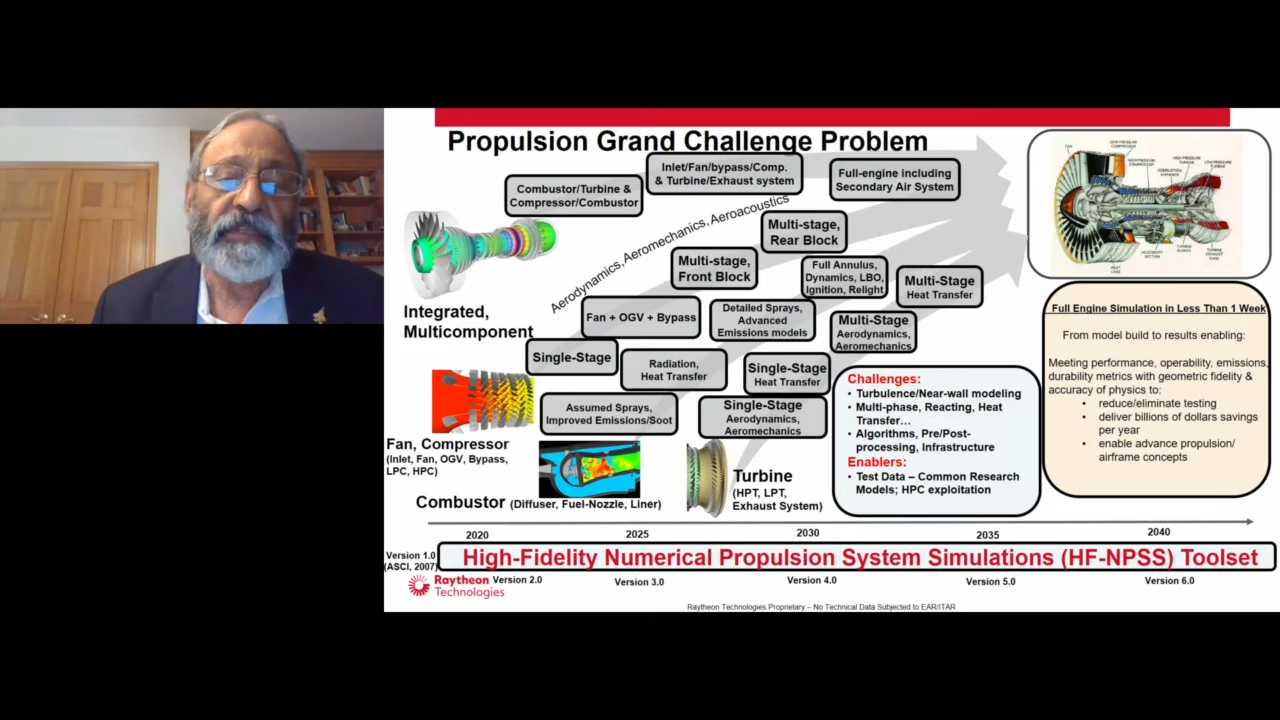 Propulsion Grand Challenge Problem
Combustor/Turbine &
Compressor/Combustor
Inlet/Fan/bypass/Comp.
& Turbine/Exhaust system
Full-engine including
Secondary Air System
Aerodynamics, Aeromechanics, Aeroacoustics
Integrated,
Multicomponent
Multi-stage,
Rear Block
Multi-stage,
Front Block
Full Annulus,
Dynamics, LBO,
Ignition, Relight
Multi-Stage
Heat Transfer
Fan + OGV + Bypass
Detailed Sprays,
Advanced
Emissions models
Multi-Stage
Aerodynamics,
Aeromechanics
Single-Stage
Radiation,
Heat Transfer
Single-Stage
Heat Transfer
Assumed Sprays,
Improved Emissions/Soot
Single-Stage
Aerodynamics,
Aeromechanics
Fan, Compressor
(Inlet, Fan, OGV, Bypass,
LPC, HPC)
Combustor (Diffuser, Fuel-Nozzle, Liner)
Turbine
(HPT, LPT,
Exhaust System)
Challenges:
• Turbulence/Near-wall modeling
• Multi-phase, Reacting, Heat
Transfer…
• Algorithms, Pre/Post-
processing, Infrastructure
Enablers:
• Test Data – Common Research
Models; HPC exploitation
FAN
LOW PRESSURE
COMPRESSOR
HIGH PRESSURE
TURBINE
LOW PRESSURE
TURBINE
Full Engine Simulation in Less Than 1 Week
From model build to results enabling:
Meeting performance, operability, emissions,
durability metrics with geometric fidelity &
accuracy of physics to:
• reduce/eliminate testing
• deliver billions of dollars savings
per year
• enable advance propulsion/
airframe concepts
2020
2025
2030
2035
2040
Version 1.0
(ASCI, 2007)
High-Fidelity Numerical Propulsion System Simulations (HF-NPSS) Toolset
Raytheon
Technologies
Version 2.0
Version 3.0
Version 4.0
Version 5.0
Version 6.0
Raytheon Technologies Proprietary – No Technical Data Subjected to EAR/ITAR